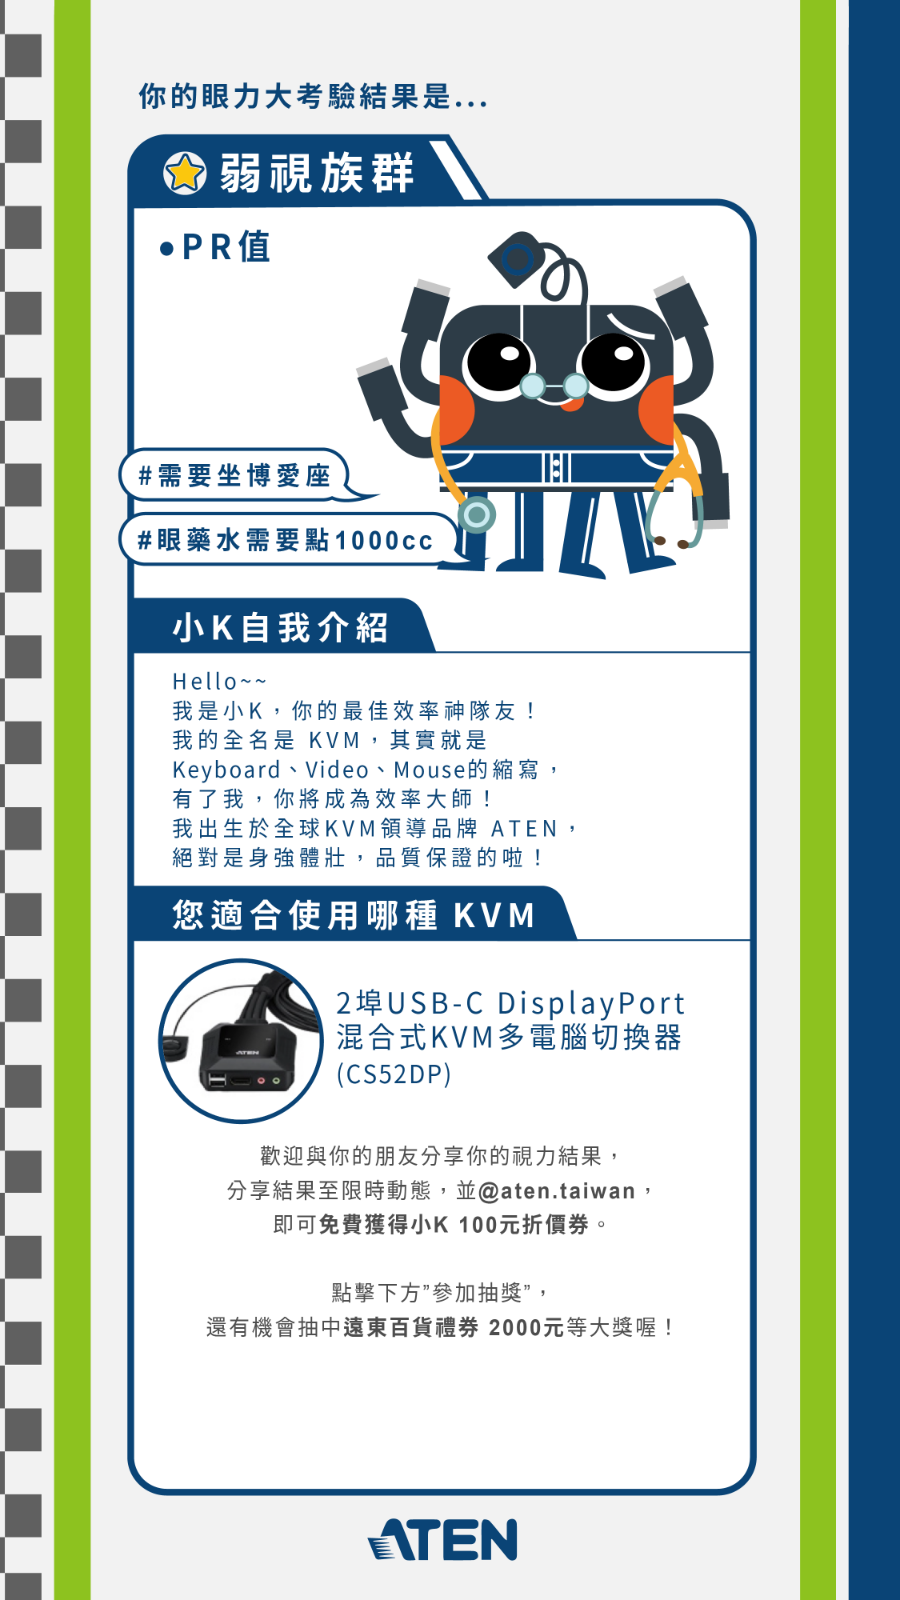 你的眼力大考驗結果是...
弱視族群
•PR值
#需要坐博愛座
#眼藥水需要點1000cc
小K自我介紹
Hello~~
我是小K，你的最佳效率神隊友！
我的全名是 KVM，其實就是
Keyboard、Video、Mouse的縮寫，
有了我，你將成為效率大師！
我出生於全球KVM領導品牌 ATEN，
絕對是身強體壯，品質保證的啦！
您適合使用哪種 KVM
ATEN
2埠USB-C DisplayPort
混合式KVM多電腦切換器
(CS52DP)
歡迎與你的朋友分享你的視力結果，
分享結果至限時動態，並@aten.taiwan，
即可免費獲得小K 100元折價券。
點擊下方”參加抽獎”，
還有機會抽中遠東百貨禮券 2000元等大獎喔！
ATEN